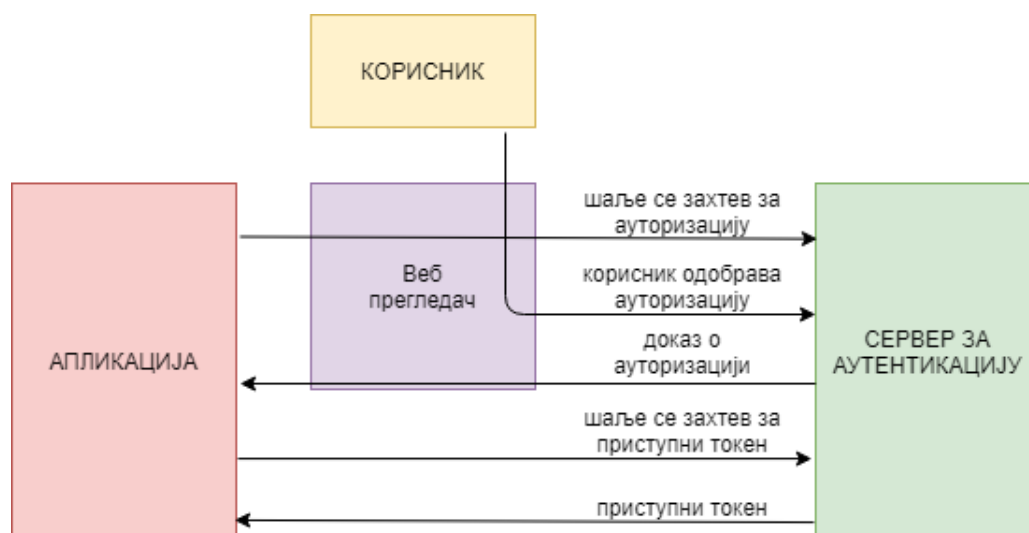 КОРИСНИК
шаље се захтев за
ауторизацију
Веб
прегледач
корисник одобрава
ауторизацију
АПЛИКАЦИЈА
доказ о
ауторизацији
СЕРВЕР ЗА
АУТЕНТИКАЦИЈУ
шаље се захтев за
приступни токен
приступни токен